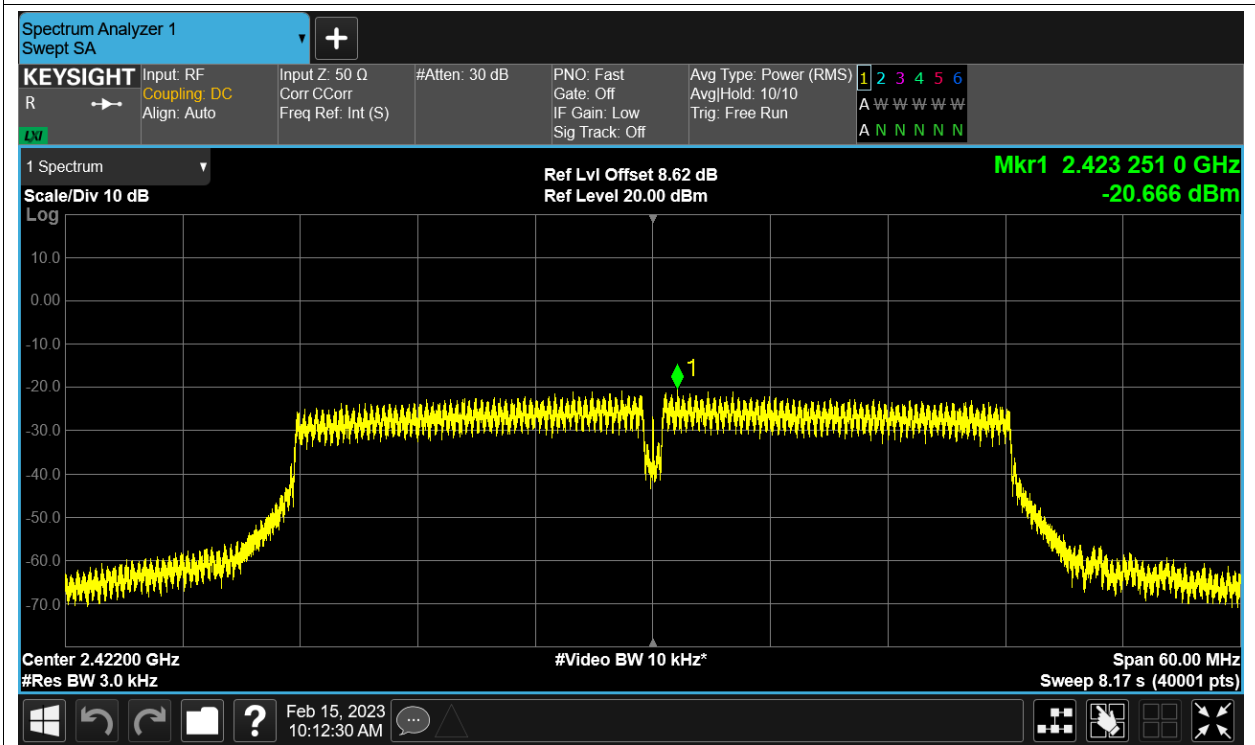 Spectrum Analyzer 1
Swept SA
KEYSIGHT
R
LXI
Input: RF
Coupling: DC
Align: Auto
Input Z: 50 Ω
Corr CCorr
Freq Ref: Int (S)
#Atten: 30 dB
PNO: Fast
Gate: Off
IF Gain: Low
Sig Track: Off
Avg Type: Power (RMS)
Avg|Hold: 10/10
Trig: Free Run
1 2 3 4 5 6
A W W W W W
A N N N N N
1 Spectrum
Scale/Div 10 dB
Log
Ref Lvl Offset 8.62 dB
Ref Level 20.00 dBm
Mkr1 2.423 251 0 GHz
-20.666 dBm
10.0
0.00
-10.0
-20.0
-30.0
-40.0
-50.0
-60.0
-70.0
1
Center 2.42200 GHz
#Res BW 3.0 kHz
#Video BW 10 kHz*
Span 60.00 MHz
Sweep 8.17 s (40001 pts)
?
Feb 15, 2023
10:12:30 AM